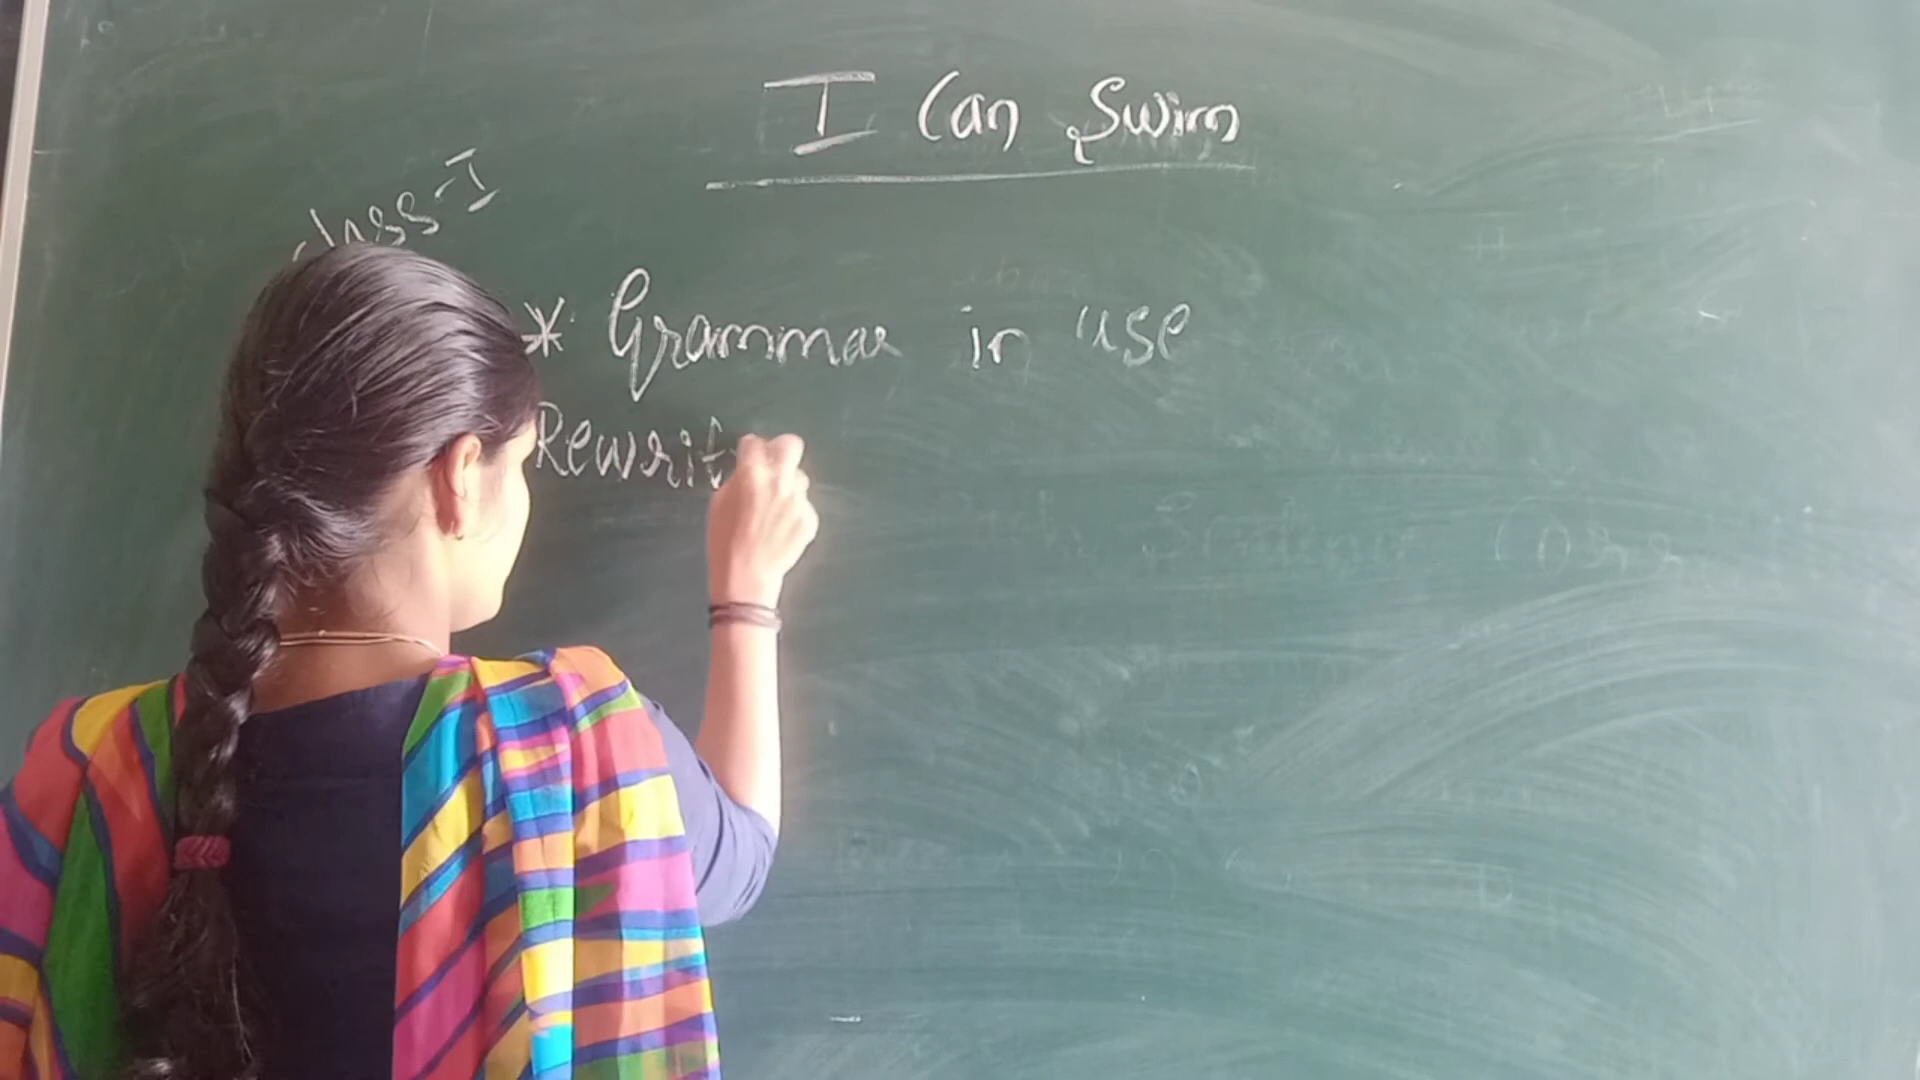 I Can Swim
class-I
* Grammar in use
Rewrit